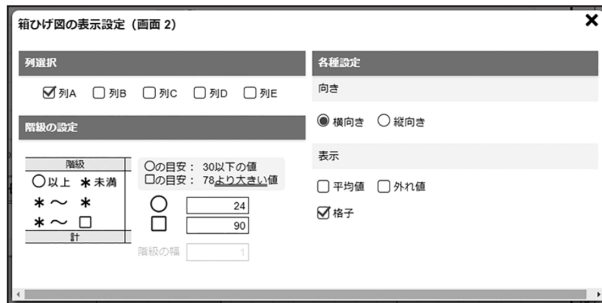 箱ひげ図の表示設定（画面 2）
×
列選択
列A 列B 列C 列D 列E
階級の設定
階級
○以上 ＊未満
＊～ ＊
＊～ □
計
○の目安： 30以下の値
□の目安： 78より大きい値
○ 24
□ 90
階級の幅 1
各種設定
向き
横向き 縦向き
表示
平均値 外れ値
格子